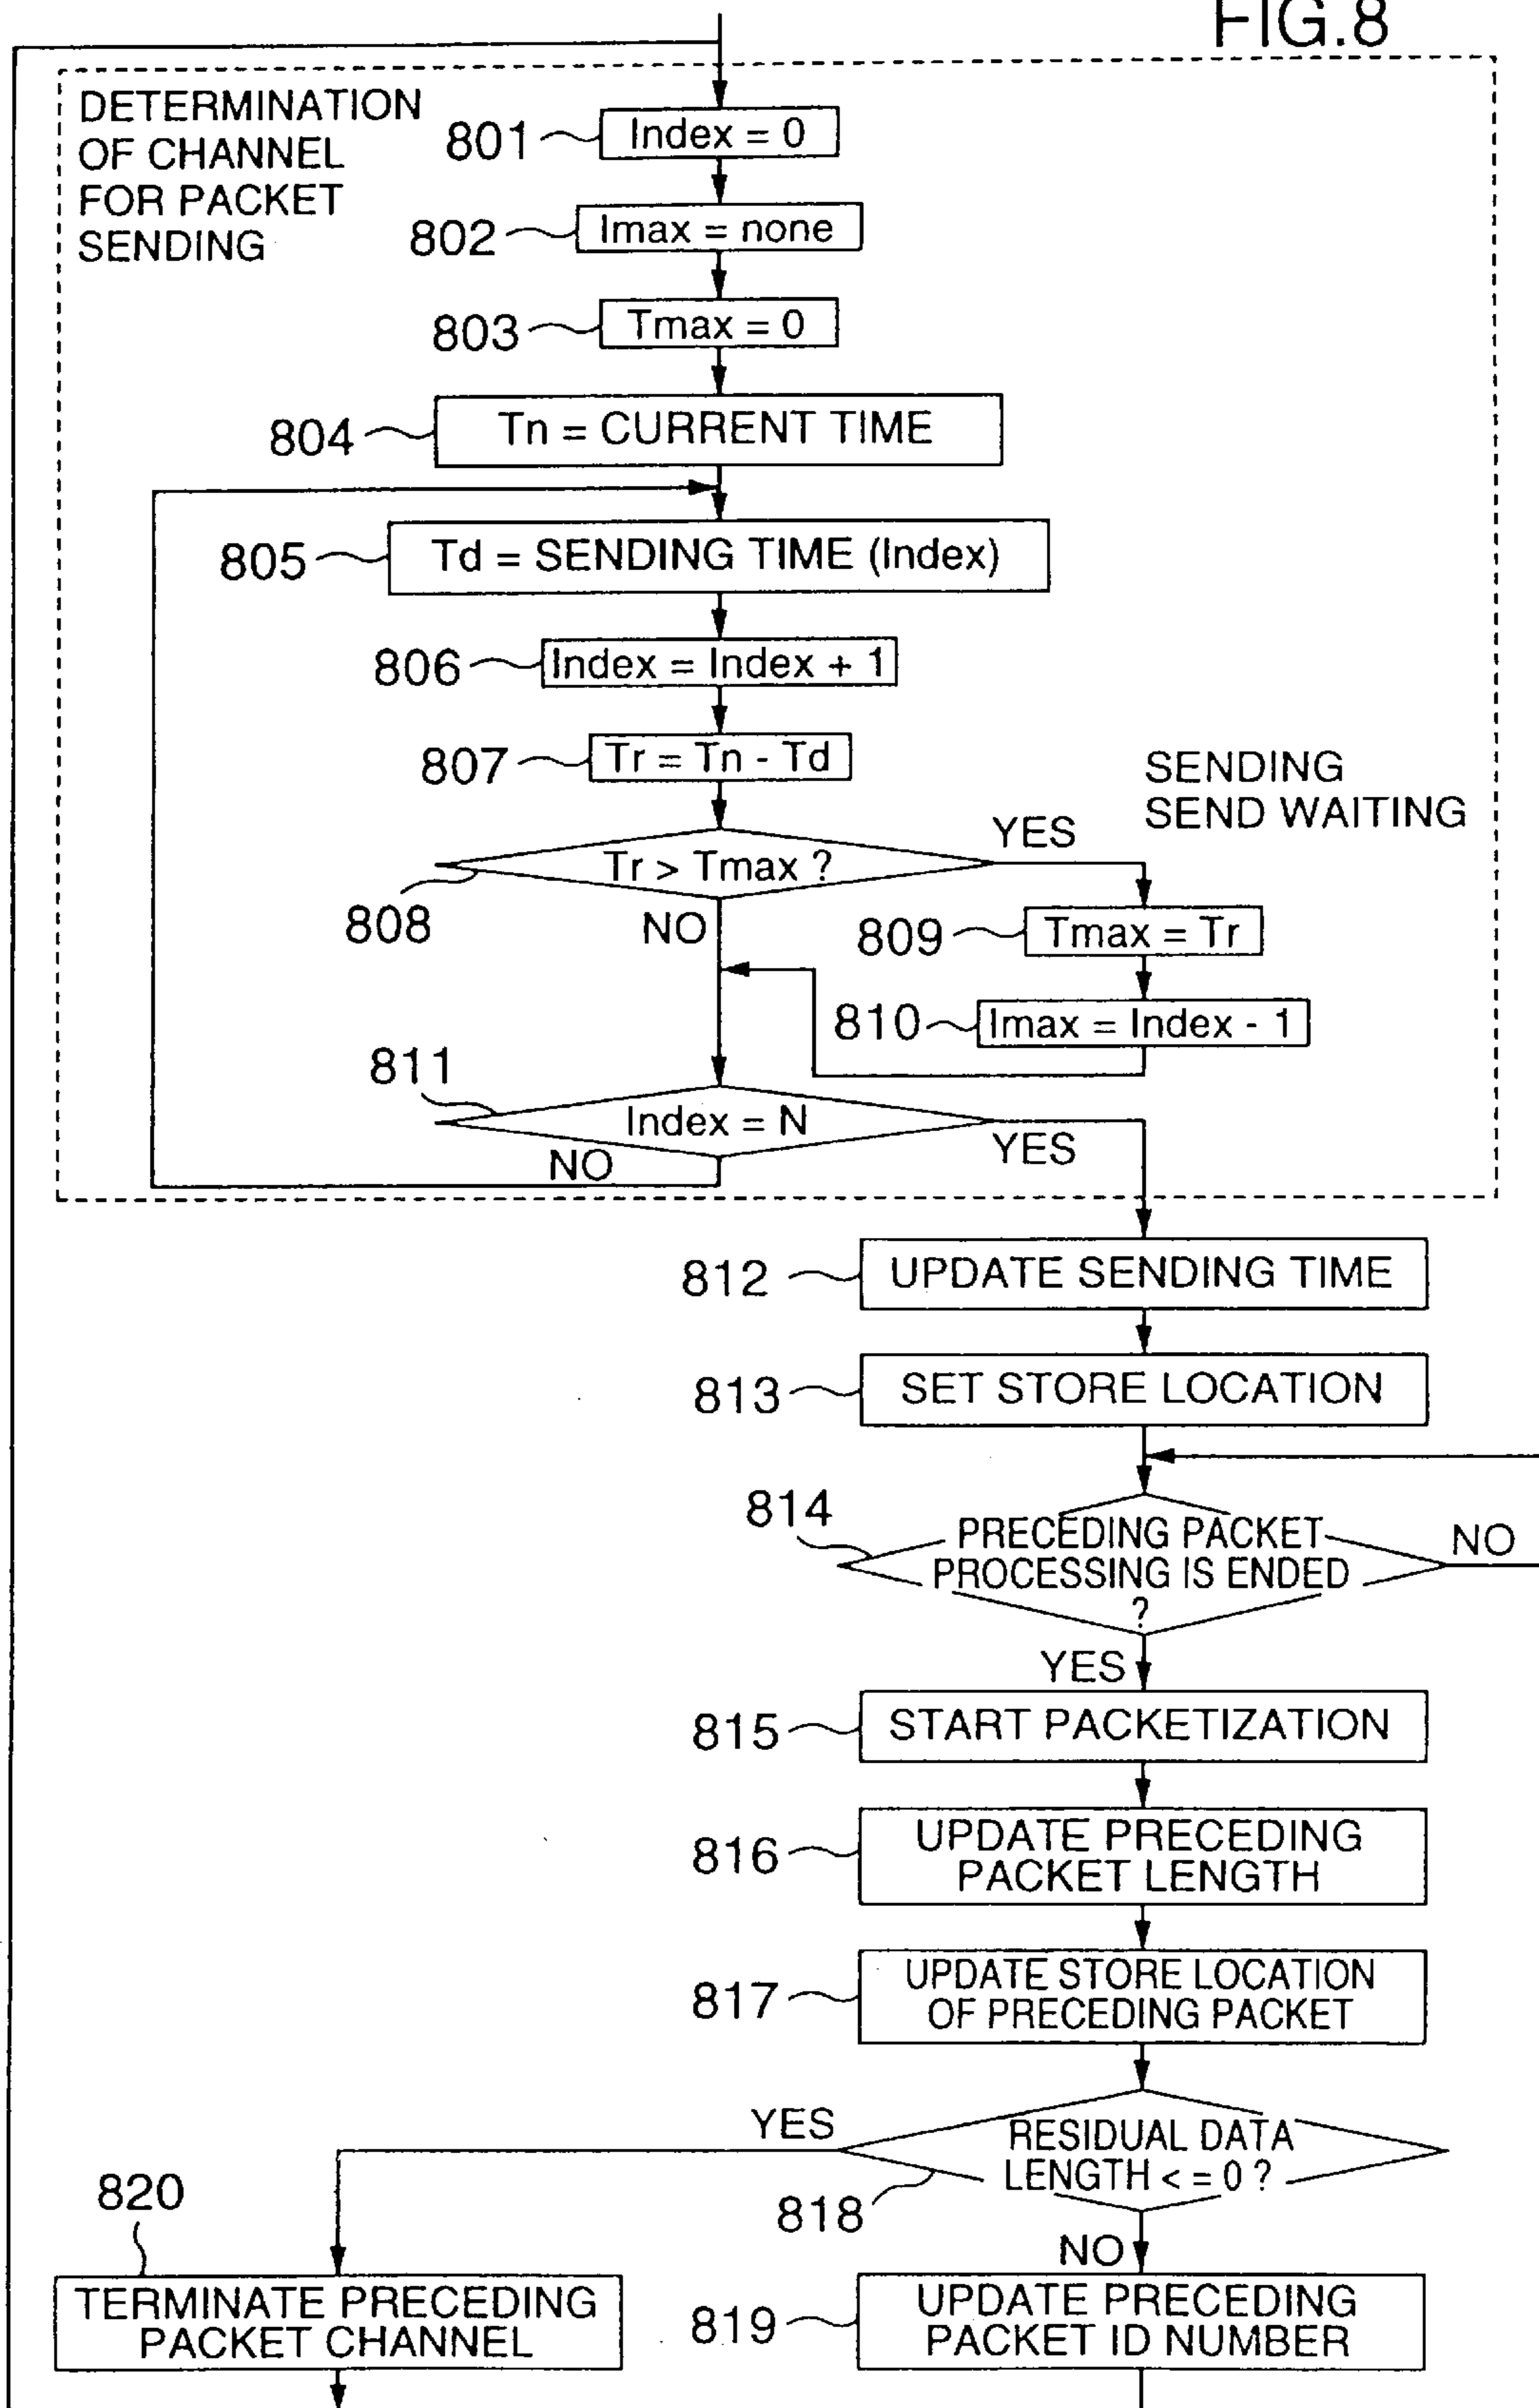 FIG.8
DETERMINATION
OF CHANNEL
FOR PACKET
SENDING
801
Index = 0
802
Imax = none
803
Tmax = 0
804
Tn = CURRENT TIME
805
Td = SENDING TIME (Index)
806
Index = Index + 1
807
Tr = Tn - Td
SENDING
SEND WAITING
YES
Tr > Tmax ?
808
NO
809
Tmax = Tr
810
Imax = Index - 1
811
Index = N
YES
NO
812
UPDATE SENDING TIME
813
SET STORE LOCATION
814
PRECEDING PACKET
PROCESSING IS ENDED
?
NO
YES
815
START PACKETIZATION
816
UPDATE PRECEDING
PACKET LENGTH
817
UPDATE STORE LOCATION
OF PRECEDING PACKET
YES
RESIDUAL DATA
LENGTH < = 0 ?
818
NO
820
TERMINATE PRECEDING
PACKET CHANNEL
819
UPDATE PRECEDING
PACKET ID NUMBER